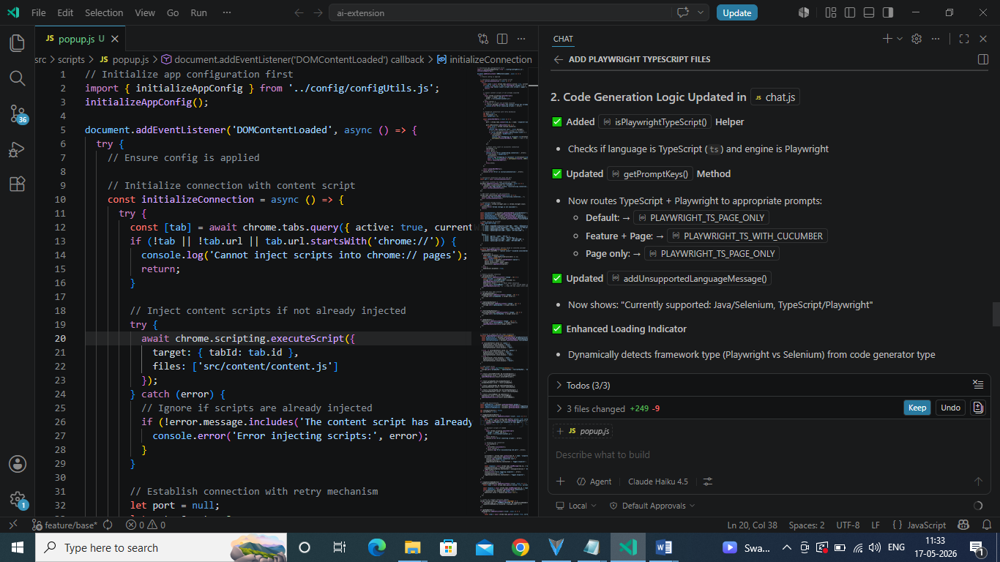 File Edit Selection View Go Run ···
ai-extension
Update
JS popup.js U
src > scripts > JS popup.js > document.addEventListener('DOMContentLoaded') callback > initializeConnection
1 // Initialize app configuration first
2 import { initializeAppConfig } from '../config/configUtils.js';
3 initializeAppConfig();
4
5 document.addEventListener('DOMContentLoaded', async () => {
6 try {
7 // Ensure config is applied
8
9 // Initialize connection with content script
10 const initializeConnection = async () => {
11 try {
12 const [tab] = await chrome.tabs.query({ active: true, current
13 if (!tab || !tab.url || tab.url.startsWith('chrome://')) {
14 console.log('Cannot inject scripts into chrome:// pages');
15 return;
16 }
17
18 // Inject content scripts if not already injected
19 try {
20 await chrome.scripting.executeScript({
21 target: { tabId: tab.id },
22 files: ['src/content/content.js']
23 });
24 } catch (error) {
25 // Ignore if scripts are already injected
26 if (!error.message.includes('The content script has already
27 console.error('Error injecting scripts:', error);
28 }
29 }
30
31 // Establish connection with retry mechanism
32 let port = null;
CHAT
ADD PLAYWRIGHT TYPESCRIPT FILES
2. Code Generation Logic Updated in JS chat.js
✅ Added isPlaywrightTypeScript() Helper
• Checks if language is TypeScript (ts) and engine is Playwright
✅ Updated getPromptKeys() Method
• Now routes TypeScript + Playwright to appropriate prompts:
Default: → PLAYWRIGHT_TS_PAGE_ONLY
Feature + Page: → PLAYWRIGHT_TS_WITH_CUCUMBER
Page only: → PLAYWRIGHT_TS_PAGE_ONLY
✅ Updated addUnsupportedLanguageMessage()
• Now shows: "Currently supported: Java/Selenium, TypeScript/Playwright"
✅ Enhanced Loading Indicator
• Dynamically detects framework type (Playwright vs Selenium) from code generator type
Todos (3/3)
3 files changed +249 -9 Keep Undo
+ JS popup.js
Describe what to build
Agent Claude Haiku 4.5
Local Default Approvals
36
1
feature/base* 0 0
Ln 20, Col 38 Spaces: 2 UTF-8 LF { } JavaScript
Type here to search
Swa...
ENG
11:33
17-05-2026
1